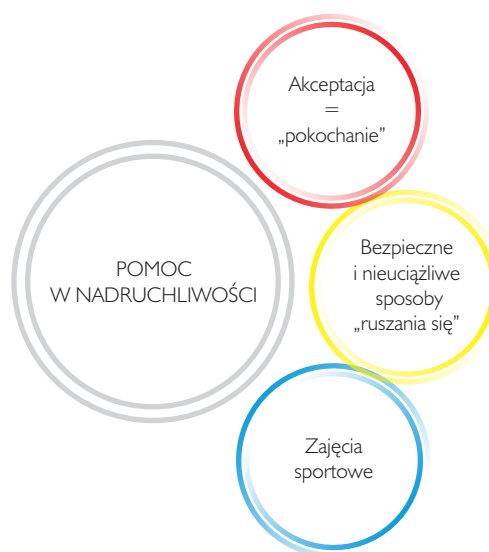 Akceptacja
=
„pokochanie”
POMOC
W NADRUCHLIWOŚCI
Bezpieczne
i nieuciążliwe
sposoby
„ruszania się”
Zajęcia
sportowe